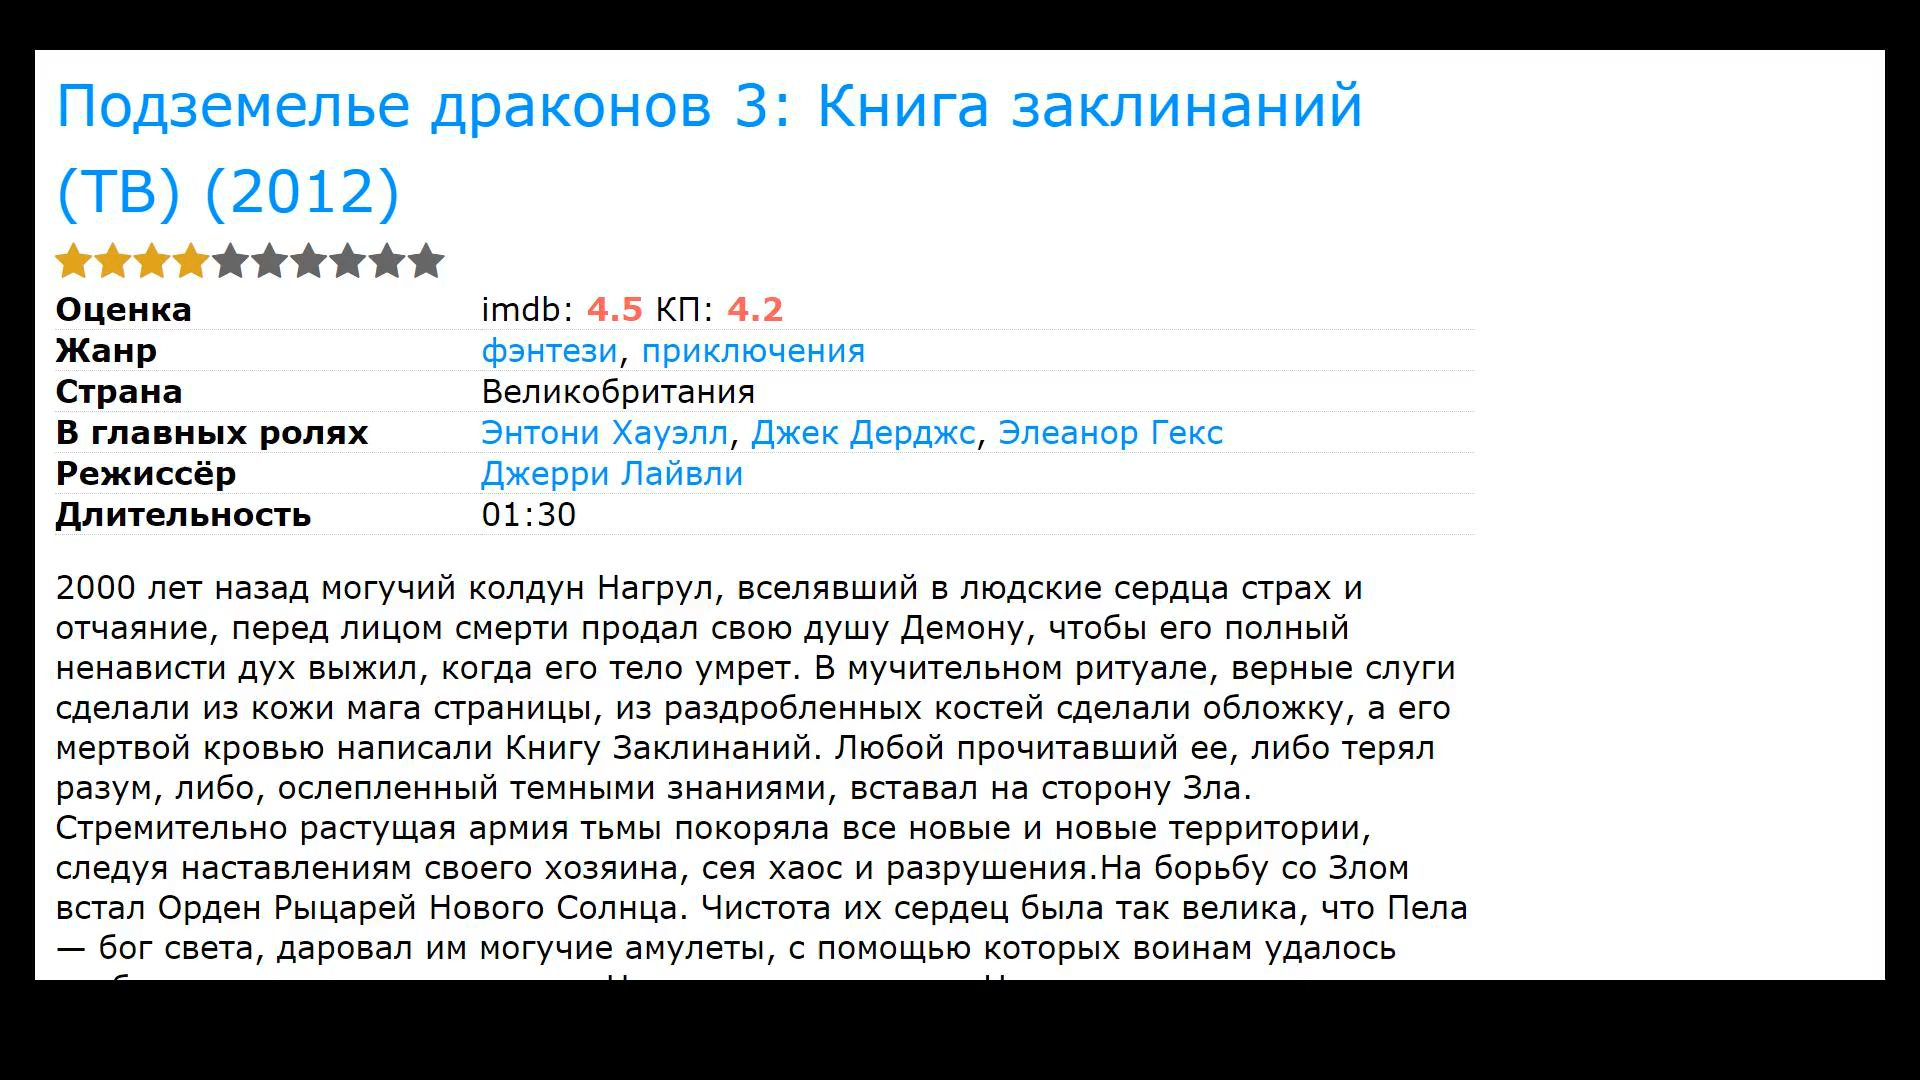 Подземелье драконов 3: Книга заклинаний
(ТВ) (2012)
Оценка imdb: 4.5 КП: 4.2
Жанр фэнтези, приключения
Страна Великобритания
В главных ролях Энтони Хауэлл, Джек Дерджс, Элеанор Гекс
Режиссёр Джерри Лайвли
Длительность 01:30
2000 лет назад могучий колдун Нагрул, вселявший в людские сердца страх и
отчаяние, перед лицом смерти продал свою душу Демону, чтобы его полный
ненависти дух выжил, когда его тело умрет. В мучительном ритуале, верные слуги
сделали из кожи мага страницы, из раздробленных костей сделали обложку, а его
мертвой кровью написали Книгу Заклинаний. Любой прочитавший ее, либо терял
разум, либо, ослепленный темными знаниями, вставал на сторону Зла.
Стремительно растущая армия тьмы покоряла все новые и новые территории,
следуя наставлениям своего хозяина, сея хаос и разрушения.На борьбу со Злом
встал Орден Рыцарей Нового Солнца. Чистота их сердец была так велика, что Пела
— бог света, даровал им могучие амулеты, с помощью которых воинам удалось